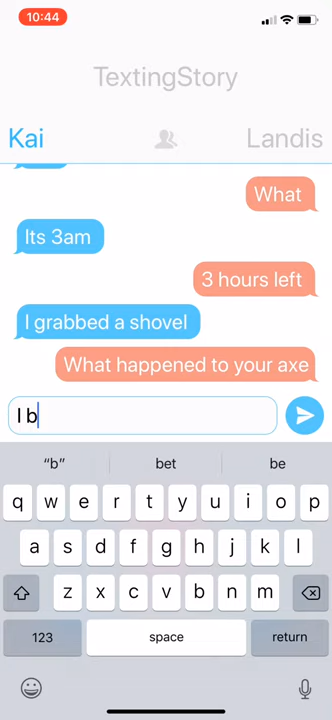 10:44
TextingStory
Kai
Landis
What
Its 3am
3 hours left
I grabbed a shovel
What happened to your axe
I b
“b” bet be
q w e r t y u i o p
a s d f g h j k l
z x c v b n m
123 space return